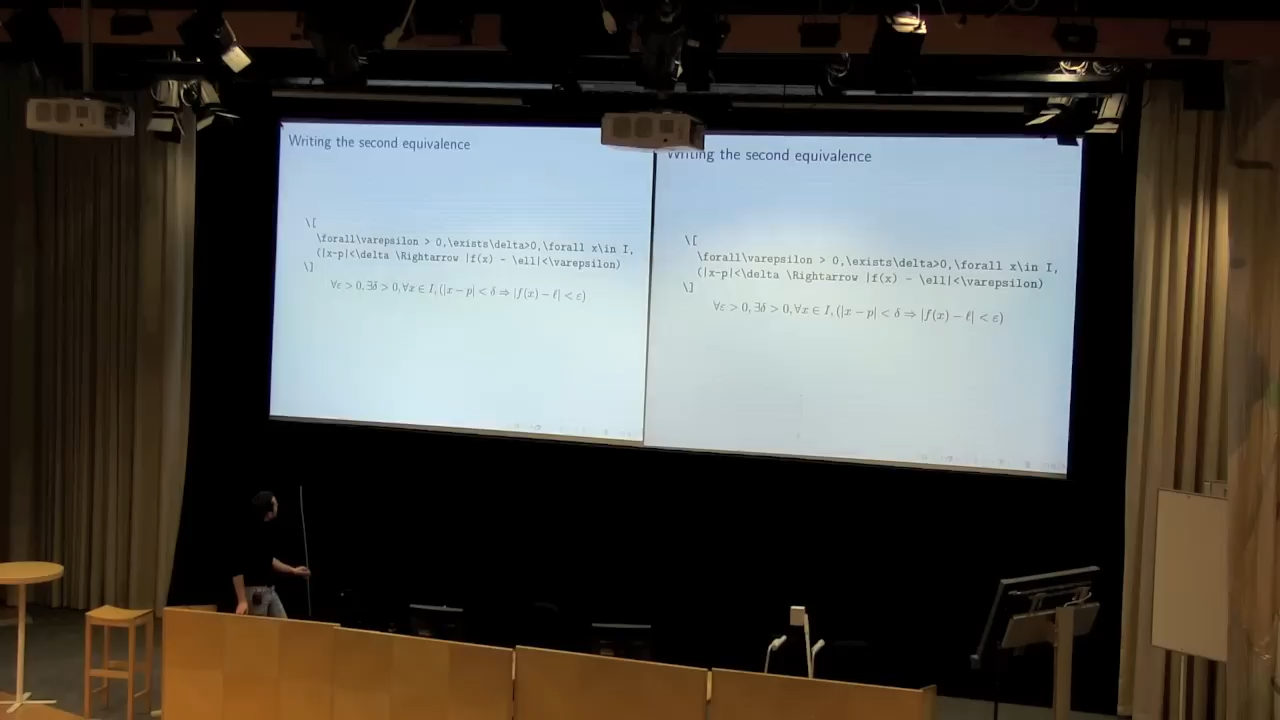 Writing the second equivalence
\[
\forall\varepsilon > 0,\exists\delta>0,\forall x\in I,
(|x-p|<\delta \Rightarrow |f(x) - \ell|<\varepsilon)
\]
∀ε > 0, ∃δ > 0, ∀x ∈ I, (|x − p| < δ ⇒ |f(x) − ℓ| < ε)
Writing the second equivalence
\[
\forall\varepsilon > 0,\exists\delta>0,\forall x\in I,
(|x-p|<\delta \Rightarrow |f(x) - \ell|<\varepsilon)
\]
∀ε > 0, ∃δ > 0, ∀x ∈ I, (|x − p| < δ ⇒ |f(x) − ℓ| < ε)